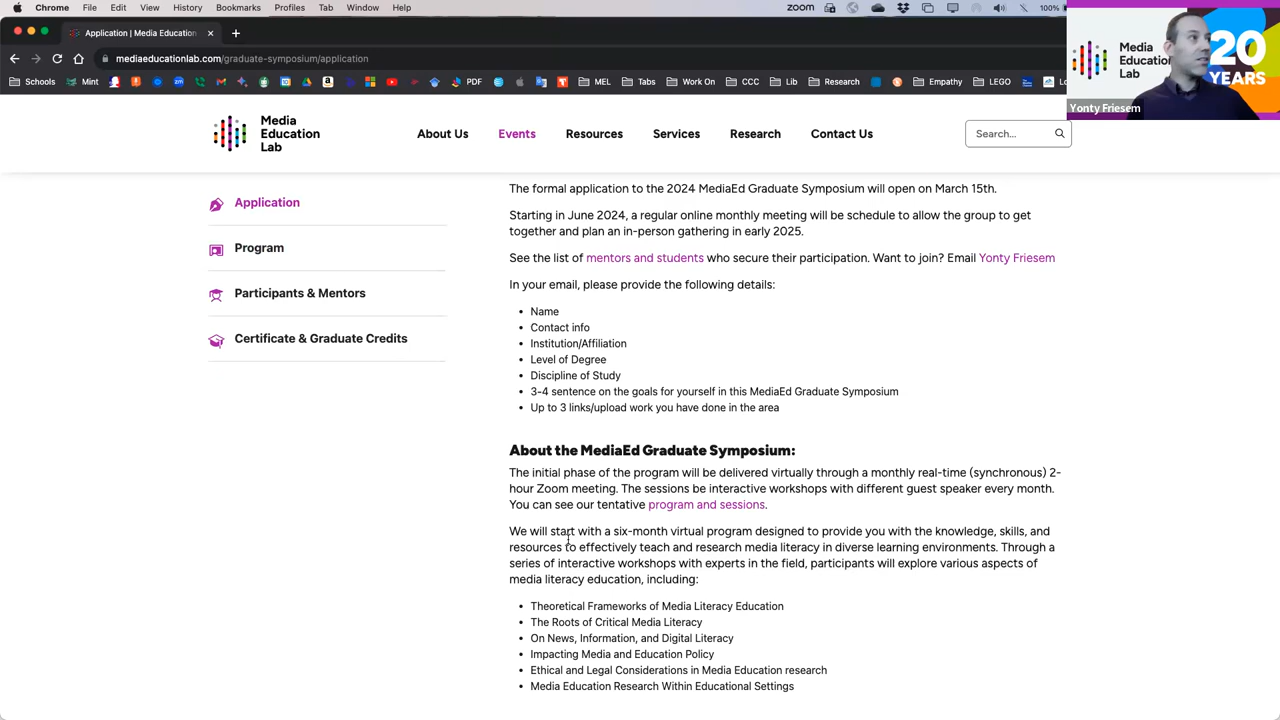 Chrome File Edit View History Bookmarks Profiles Tab Window Help zoom 100%
Application | Media Education
mediaeducationlab.com/graduate-symposium/application
Schools Mint PDF MEL Tabs Work On CCC Lib Research Empathy LEGO
Media
Education
Lab
20
YEARS
Yonty Friesem
Media
Education
Lab
About Us Events Resources Services Research Contact Us Search...
Application
Program
Participants & Mentors
Certificate & Graduate Credits
The formal application to the 2024 MediaEd Graduate Symposium will open on March 15th.
Starting in June 2024, a regular online monthly meeting will be schedule to allow the group to get
together and plan an in-person gathering in early 2025.
See the list of mentors and students who secure their participation. Want to join? Email Yonty Friesem
In your email, please provide the following details:
• Name
• Contact info
• Institution/Affiliation
• Level of Degree
• Discipline of Study
• 3-4 sentence on the goals for yourself in this MediaEd Graduate Symposium
• Up to 3 links/upload work you have done in the area
About the MediaEd Graduate Symposium:
The initial phase of the program will be delivered virtually through a monthly real-time (synchronous) 2-
hour Zoom meeting. The sessions be interactive workshops with different guest speaker every month.
You can see our tentative program and sessions.
We will start with a six-month virtual program designed to provide you with the knowledge, skills, and
resources to effectively teach and research media literacy in diverse learning environments. Through a
series of interactive workshops with experts in the field, participants will explore various aspects of
media literacy education, including:
• Theoretical Frameworks of Media Literacy Education
• The Roots of Critical Media Literacy
• On News, Information, and Digital Literacy
• Impacting Media and Education Policy
• Ethical and Legal Considerations in Media Education research
• Media Education Research Within Educational Settings